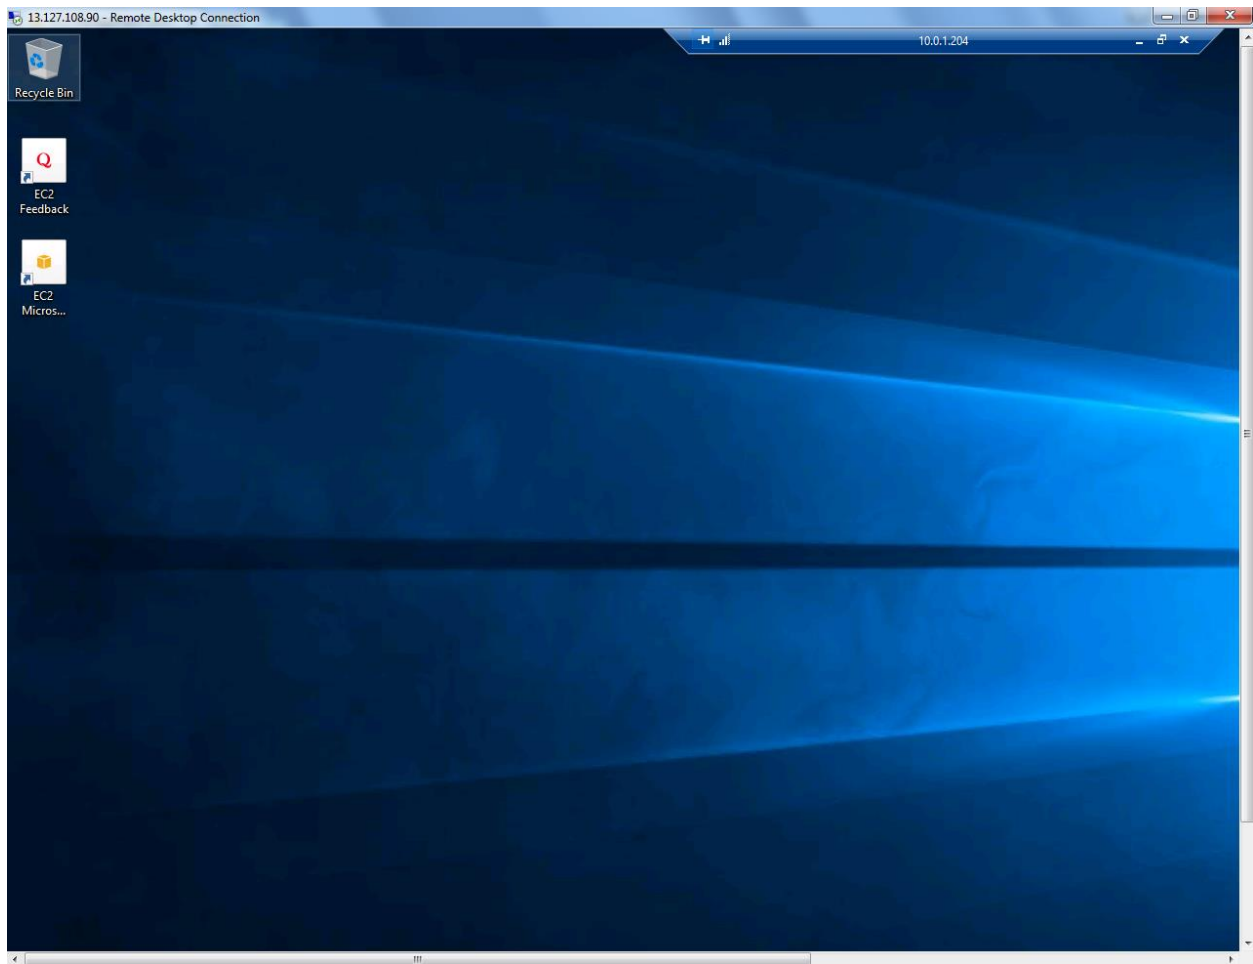 13.127.108.90 - Remote Desktop Connection
10.0.1.204
Recycle Bin
Q
EC2
Feedback
EC2
Micros...